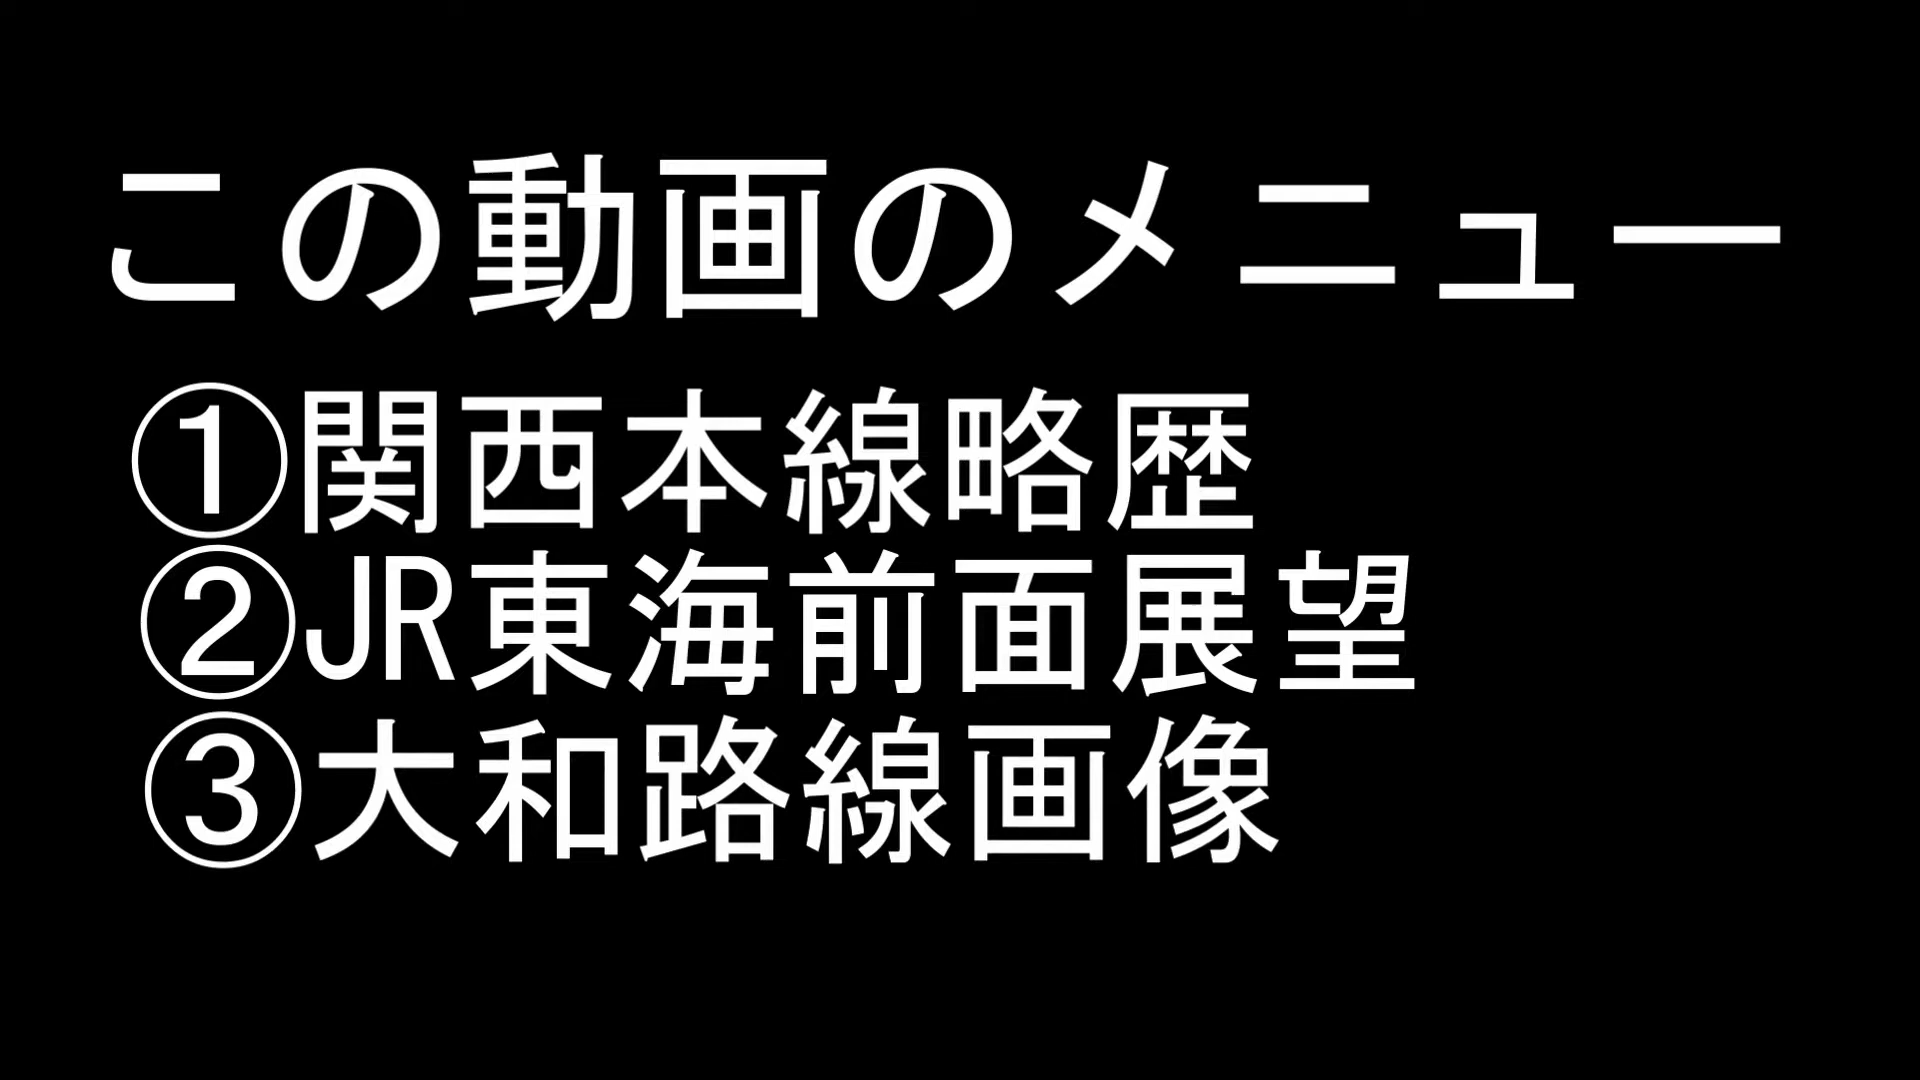 この動画のメニュー
①関西本線略歴
②JR東海前面展望
③大和路線画像